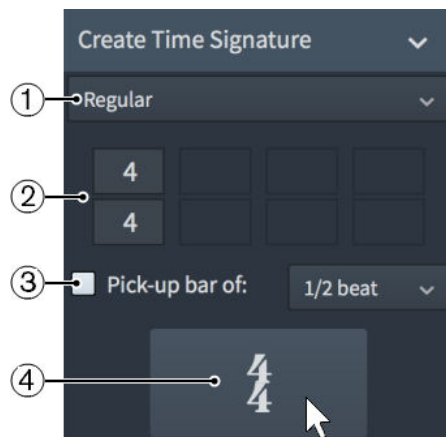 Create Time Signature
① Regular
4
② 
4
③ Pick-up bar of: 1/2 beat
④ 4
4